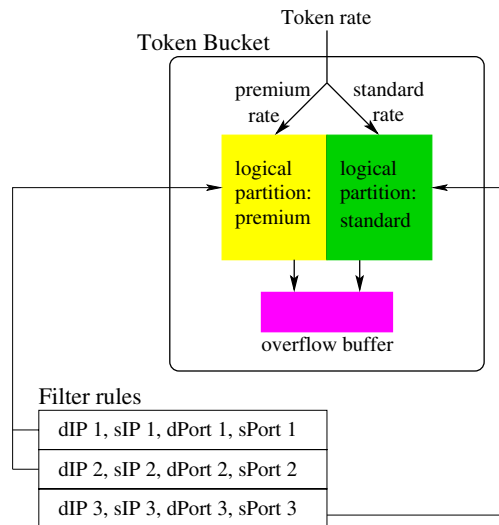 Token rate
Token Bucket
premium
rate
standard
rate
logical
partition:
premium
logical
partition:
standard
overflow buffer
Filter rules
dIP 1, sIP 1, dPort 1, sPort 1
dIP 2, sIP 2, dPort 2, sPort 2
dIP 3, sIP 3, dPort 3, sPort 3